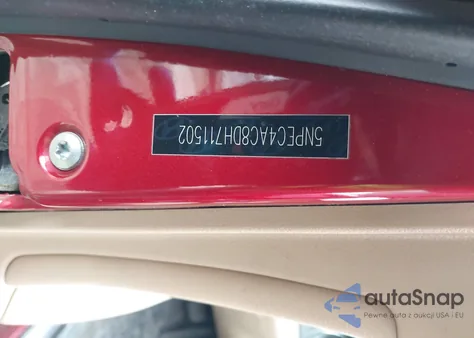 5NPEC4AC8DH711502
autoSnap
Pewne auta z aukcji USA i EU